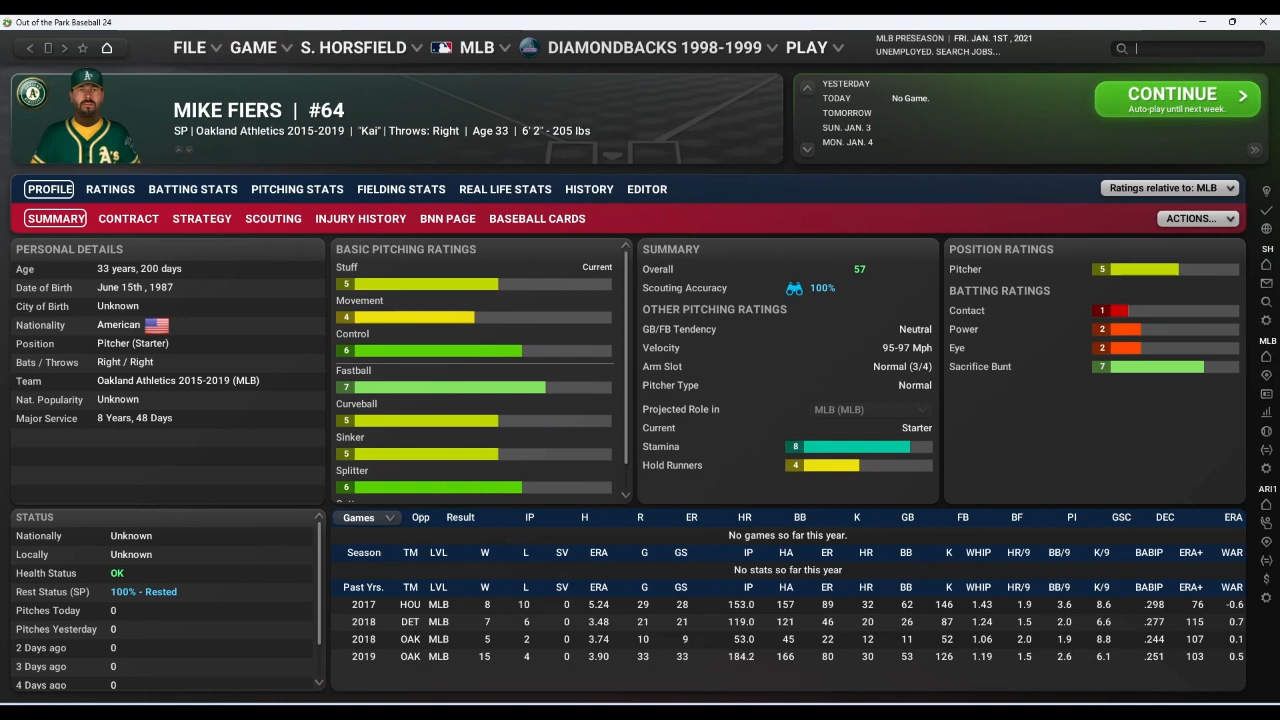 Out of the Park Baseball 24
FILE GAME S. HORSFIELD MLB DIAMONDBACKS 1998-1999 PLAY
MLB PRESEASON | FRI. JAN. 1ST , 2021
UNEMPLOYED. SEARCH JOBS...
MIKE FIERS | #64
SP | Oakland Athletics 2015-2019 | "Kai" | Throws: Right | Age 33 | 6' 2" - 205 lbs
YESTERDAY
TODAY No Game.
TOMORROW
SUN. JAN. 3
MON. JAN. 4
CONTINUE
Auto-play until next week.
PROFILE RATINGS BATTING STATS PITCHING STATS FIELDING STATS REAL LIFE STATS HISTORY EDITOR
Ratings relative to: MLB
SUMMARY CONTRACT STRATEGY SCOUTING INJURY HISTORY BNN PAGE BASEBALL CARDS
ACTIONS...
PERSONAL DETAILS
Age 33 years, 200 days
Date of Birth June 15th , 1987
City of Birth Unknown
Nationality American
Position Pitcher (Starter)
Bats / Throws Right / Right
Team Oakland Athletics 2015-2019 (MLB)
Nat. Popularity Unknown
Major Service 8 Years, 48 Days
BASIC PITCHING RATINGS
Stuff Current
5
Movement
4
Control
6
Fastball
7
Curveball
5
Sinker
5
Splitter
6
SUMMARY
Overall 57
Scouting Accuracy 100%
OTHER PITCHING RATINGS
GB/FB Tendency Neutral
Velocity 95-97 Mph
Arm Slot Normal (3/4)
Pitcher Type Normal
Projected Role in MLB (MLB)
Current Starter
Stamina 8
Hold Runners 4
POSITION RATINGS
Pitcher 5
BATTING RATINGS
Contact 1
Power 2
Eye 2
Sacrifice Bunt 7
SH
MLB
ARI1
STATUS
Nationally Unknown
Locally Unknown
Health Status OK
Rest Status (SP) 100% - Rested
Pitches Today 0
Pitches Yesterday 0
2 Days ago 0
3 Days ago 0
4 Days ago 0
Games Opp Result IP H R ER HR BB K GB FB BF PI GSC DEC ERA
No games so far this year.
Season TM LVL W L SV ERA G GS IP HA ER HR BB K WHIP HR/9 BB/9 K/9 BABIP ERA+ WAR
No stats so far this year
Past Yrs. TM LVL W L SV ERA G GS IP HA ER HR BB K WHIP HR/9 BB/9 K/9 BABIP ERA+ WAR
2017 HOU MLB 8 10 0 5.24 29 28 153.0 157 89 32 62 146 1.43 1.9 3.6 8.6 .298 76 -0.6
2018 DET MLB 7 6 0 3.48 21 21 119.0 121 46 20 26 87 1.24 1.5 2.0 6.6 .277 115 0.7
2018 OAK MLB 5 2 0 3.74 10 9 53.0 45 22 12 11 52 1.06 2.0 1.9 8.8 .244 107 0.1
2019 OAK MLB 15 4 0 3.90 33 33 184.2 166 80 30 53 126 1.19 1.5 2.6 6.1 .251 103 0.5